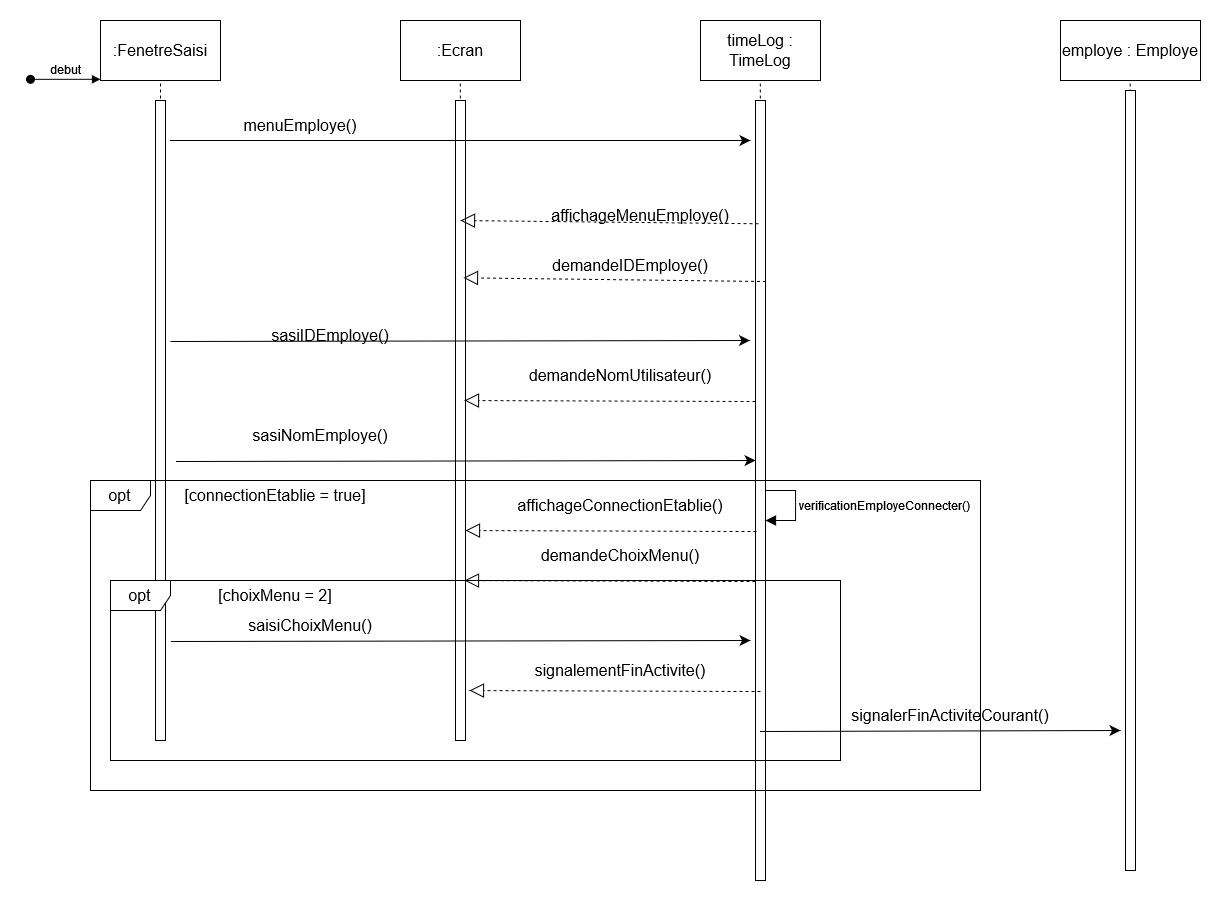 :FenetreSaisi
:Ecran
timeLog :
TimeLog
employe : Employe
debut
menuEmploye()
affichageMenuEmploye()
demandeIDEmploye()
sasiIDEmploye()
demandeNomUtilisateur()
sasiNomEmploye()
opt
[connectionEtablie = true]
affichageConnectionEtablie()
verificationEmployeConnecter()
demandeChoixMenu()
opt
[choixMenu = 2]
saisiChoixMenu()
signalementFinActivite()
signalerFinActiviteCourant()